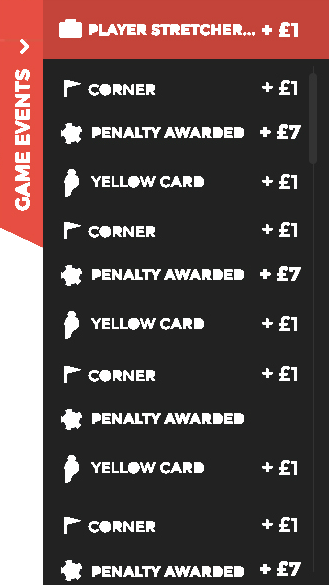 PLAYER STRETCHER... + £1
GAME EVENTS
CORNER + £1
PENALTY AWARDED + £7
YELLOW CARD + £1
CORNER + £1
PENALTY AWARDED + £7
YELLOW CARD + £1
CORNER + £1
PENALTY AWARDED
YELLOW CARD + £1
CORNER + £1
PENALTY AWARDED + £7